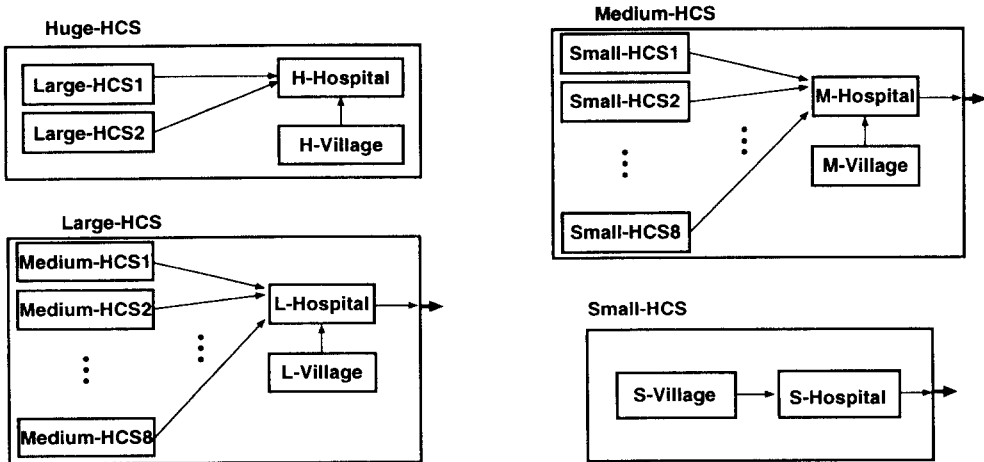 Huge-HCS
Large-HCS1
H-Hospital
Large-HCS2
H-Village
Medium-HCS
Small-HCS1
Small-HCS2
M-Hospital
M-Village
Small-HCS8
Large-HCS
Medium-HCS1
Medium-HCS2
L-Hospital
L-Village
Medium-HCS8
Small-HCS
S-Village
S-Hospital